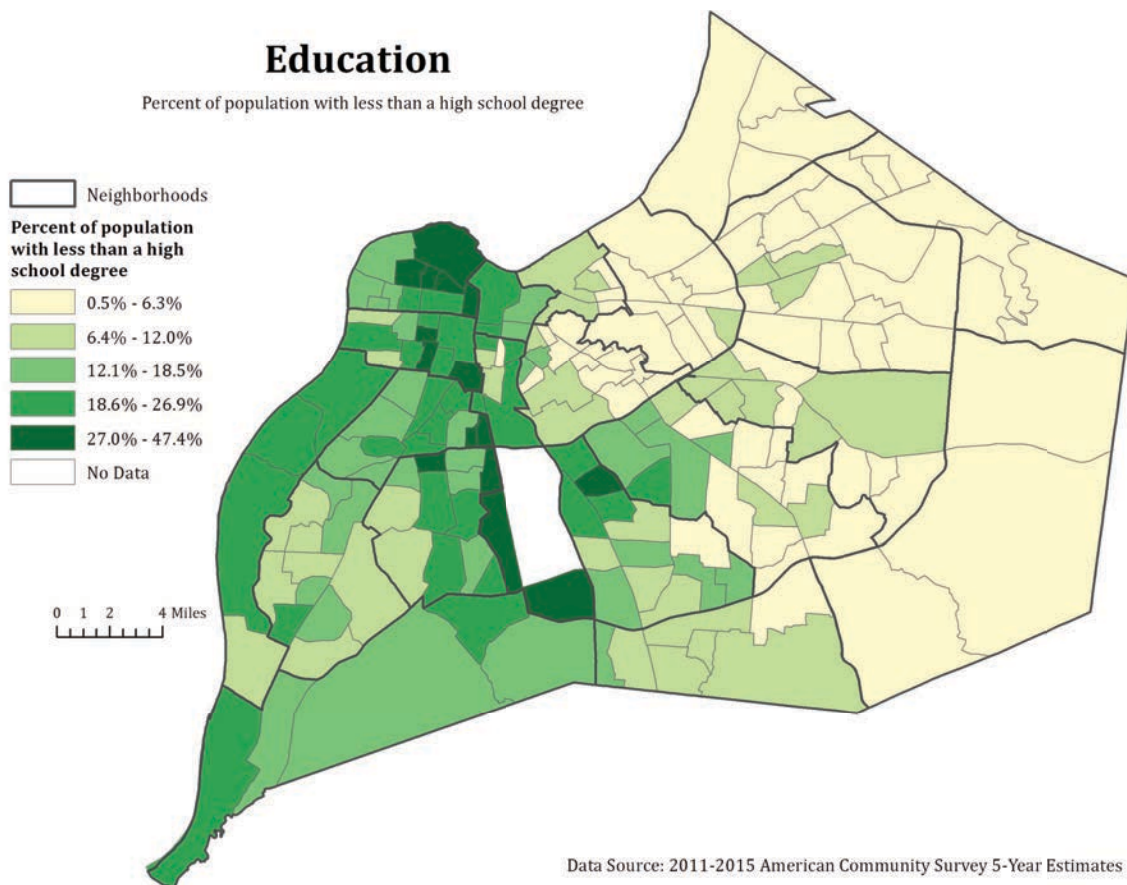 Education
Percent of population with less than a high school degree
Neighborhoods
Percent of population
with less than a high
school degree
0.5% - 6.3%
6.4% - 12.0%
12.1% - 18.5%
18.6% - 26.9%
27.0% - 47.4%
No Data
0 1 2 4 Miles
Data Source: 2011-2015 American Community Survey 5-Year Estimates